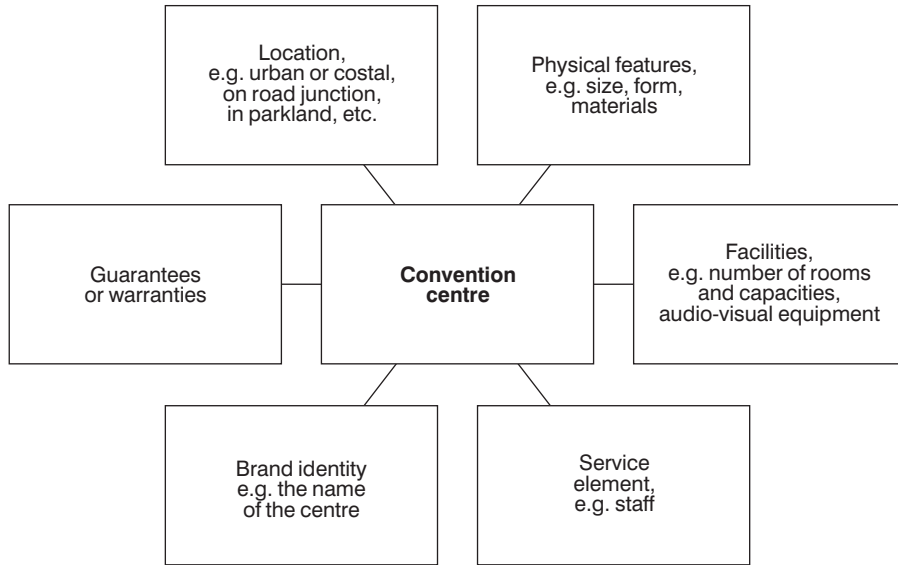 Location,
e.g. urban or costal,
on road junction,
in parkland, etc.
Physical features,
e.g. size, form,
materials
Guarantees
or warranties
Convention
centre
Facilities,
e.g. number of rooms
and capacities,
audio-visual equipment
Brand identity
e.g. the name
of the centre
Service
element,
e.g. staff